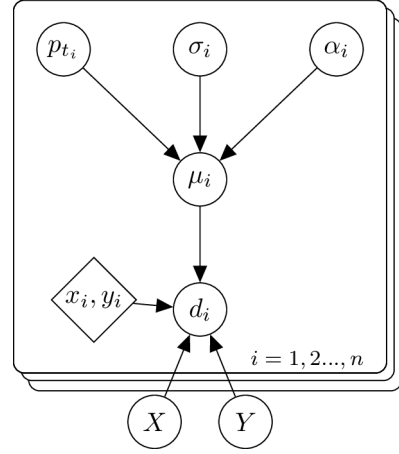 p_{t_i} σ_i α_i
μ_i
x_i, y_i d_i
i = 1, 2..., n
X Y